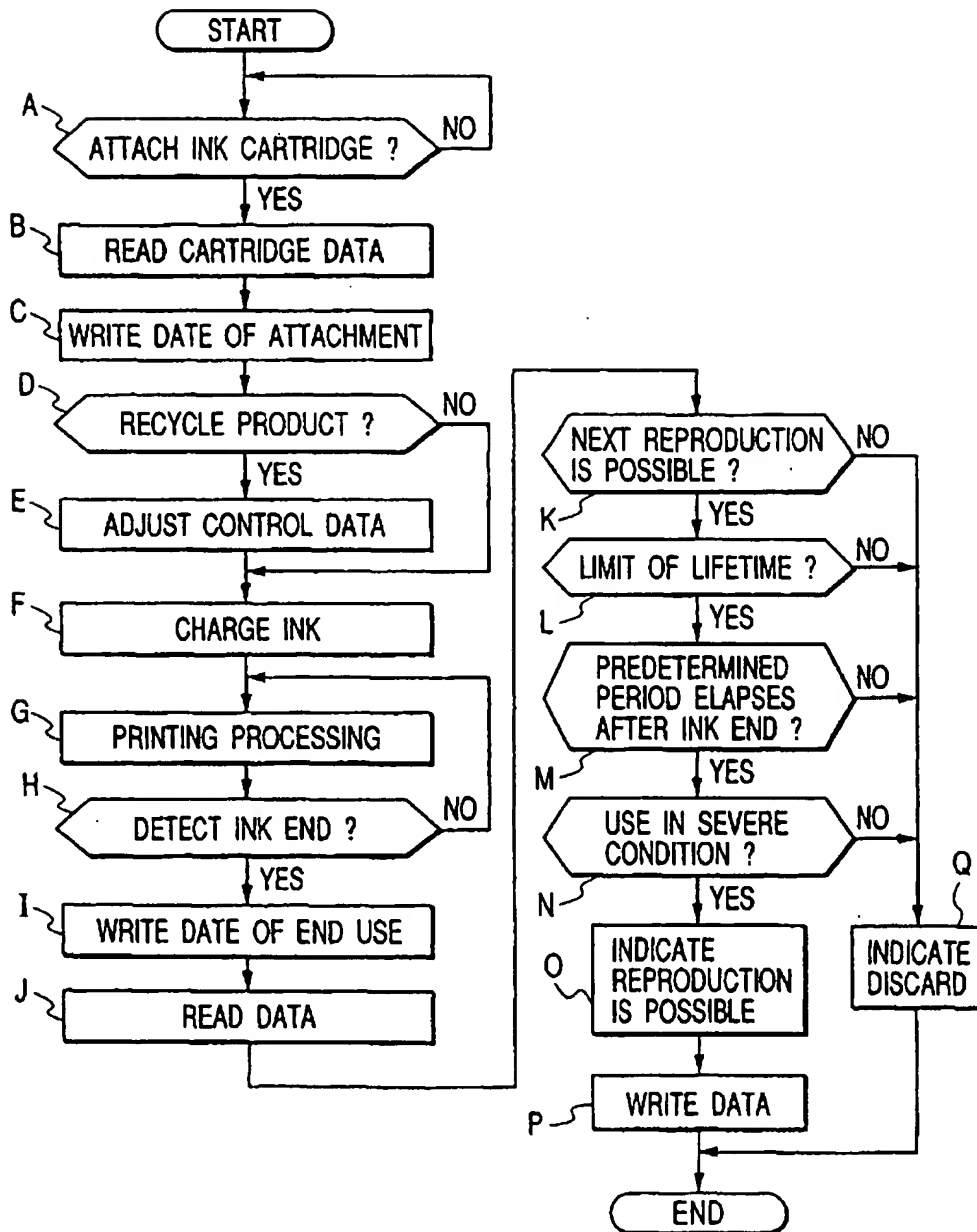 START
A
ATTACH INK CARTRIDGE ?
NO
YES
B
READ CARTRIDGE DATA
C
WRITE DATE OF ATTACHMENT
D
RECYCLE PRODUCT ?
NO
YES
E
ADJUST CONTROL DATA
F
CHARGE INK
G
PRINTING PROCESSING
H
DETECT INK END ?
NO
YES
I
WRITE DATE OF END USE
J
READ DATA
NEXT REPRODUCTION
IS POSSIBLE ?
NO
K
YES
LIMIT OF LIFETIME ?
NO
L
YES
PREDETERMINED
PERIOD ELAPSES
AFTER INK END ?
NO
M
YES
USE IN SEVERE
CONDITION ?
NO
N
YES
O
INDICATE
REPRODUCTION
IS POSSIBLE
Q
INDICATE
DISCARD
P
WRITE DATA
END